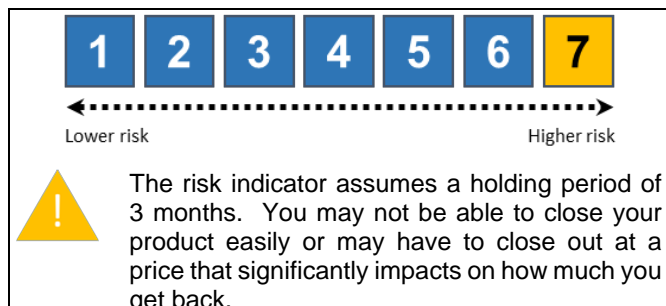 1 2 3 4 5 6 7
Lower risk Higher risk
!
The risk indicator assumes a holding period of
3 months. You may not be able to close your
product easily or may have to close out at a
price that significantly impacts on how much you
get back.